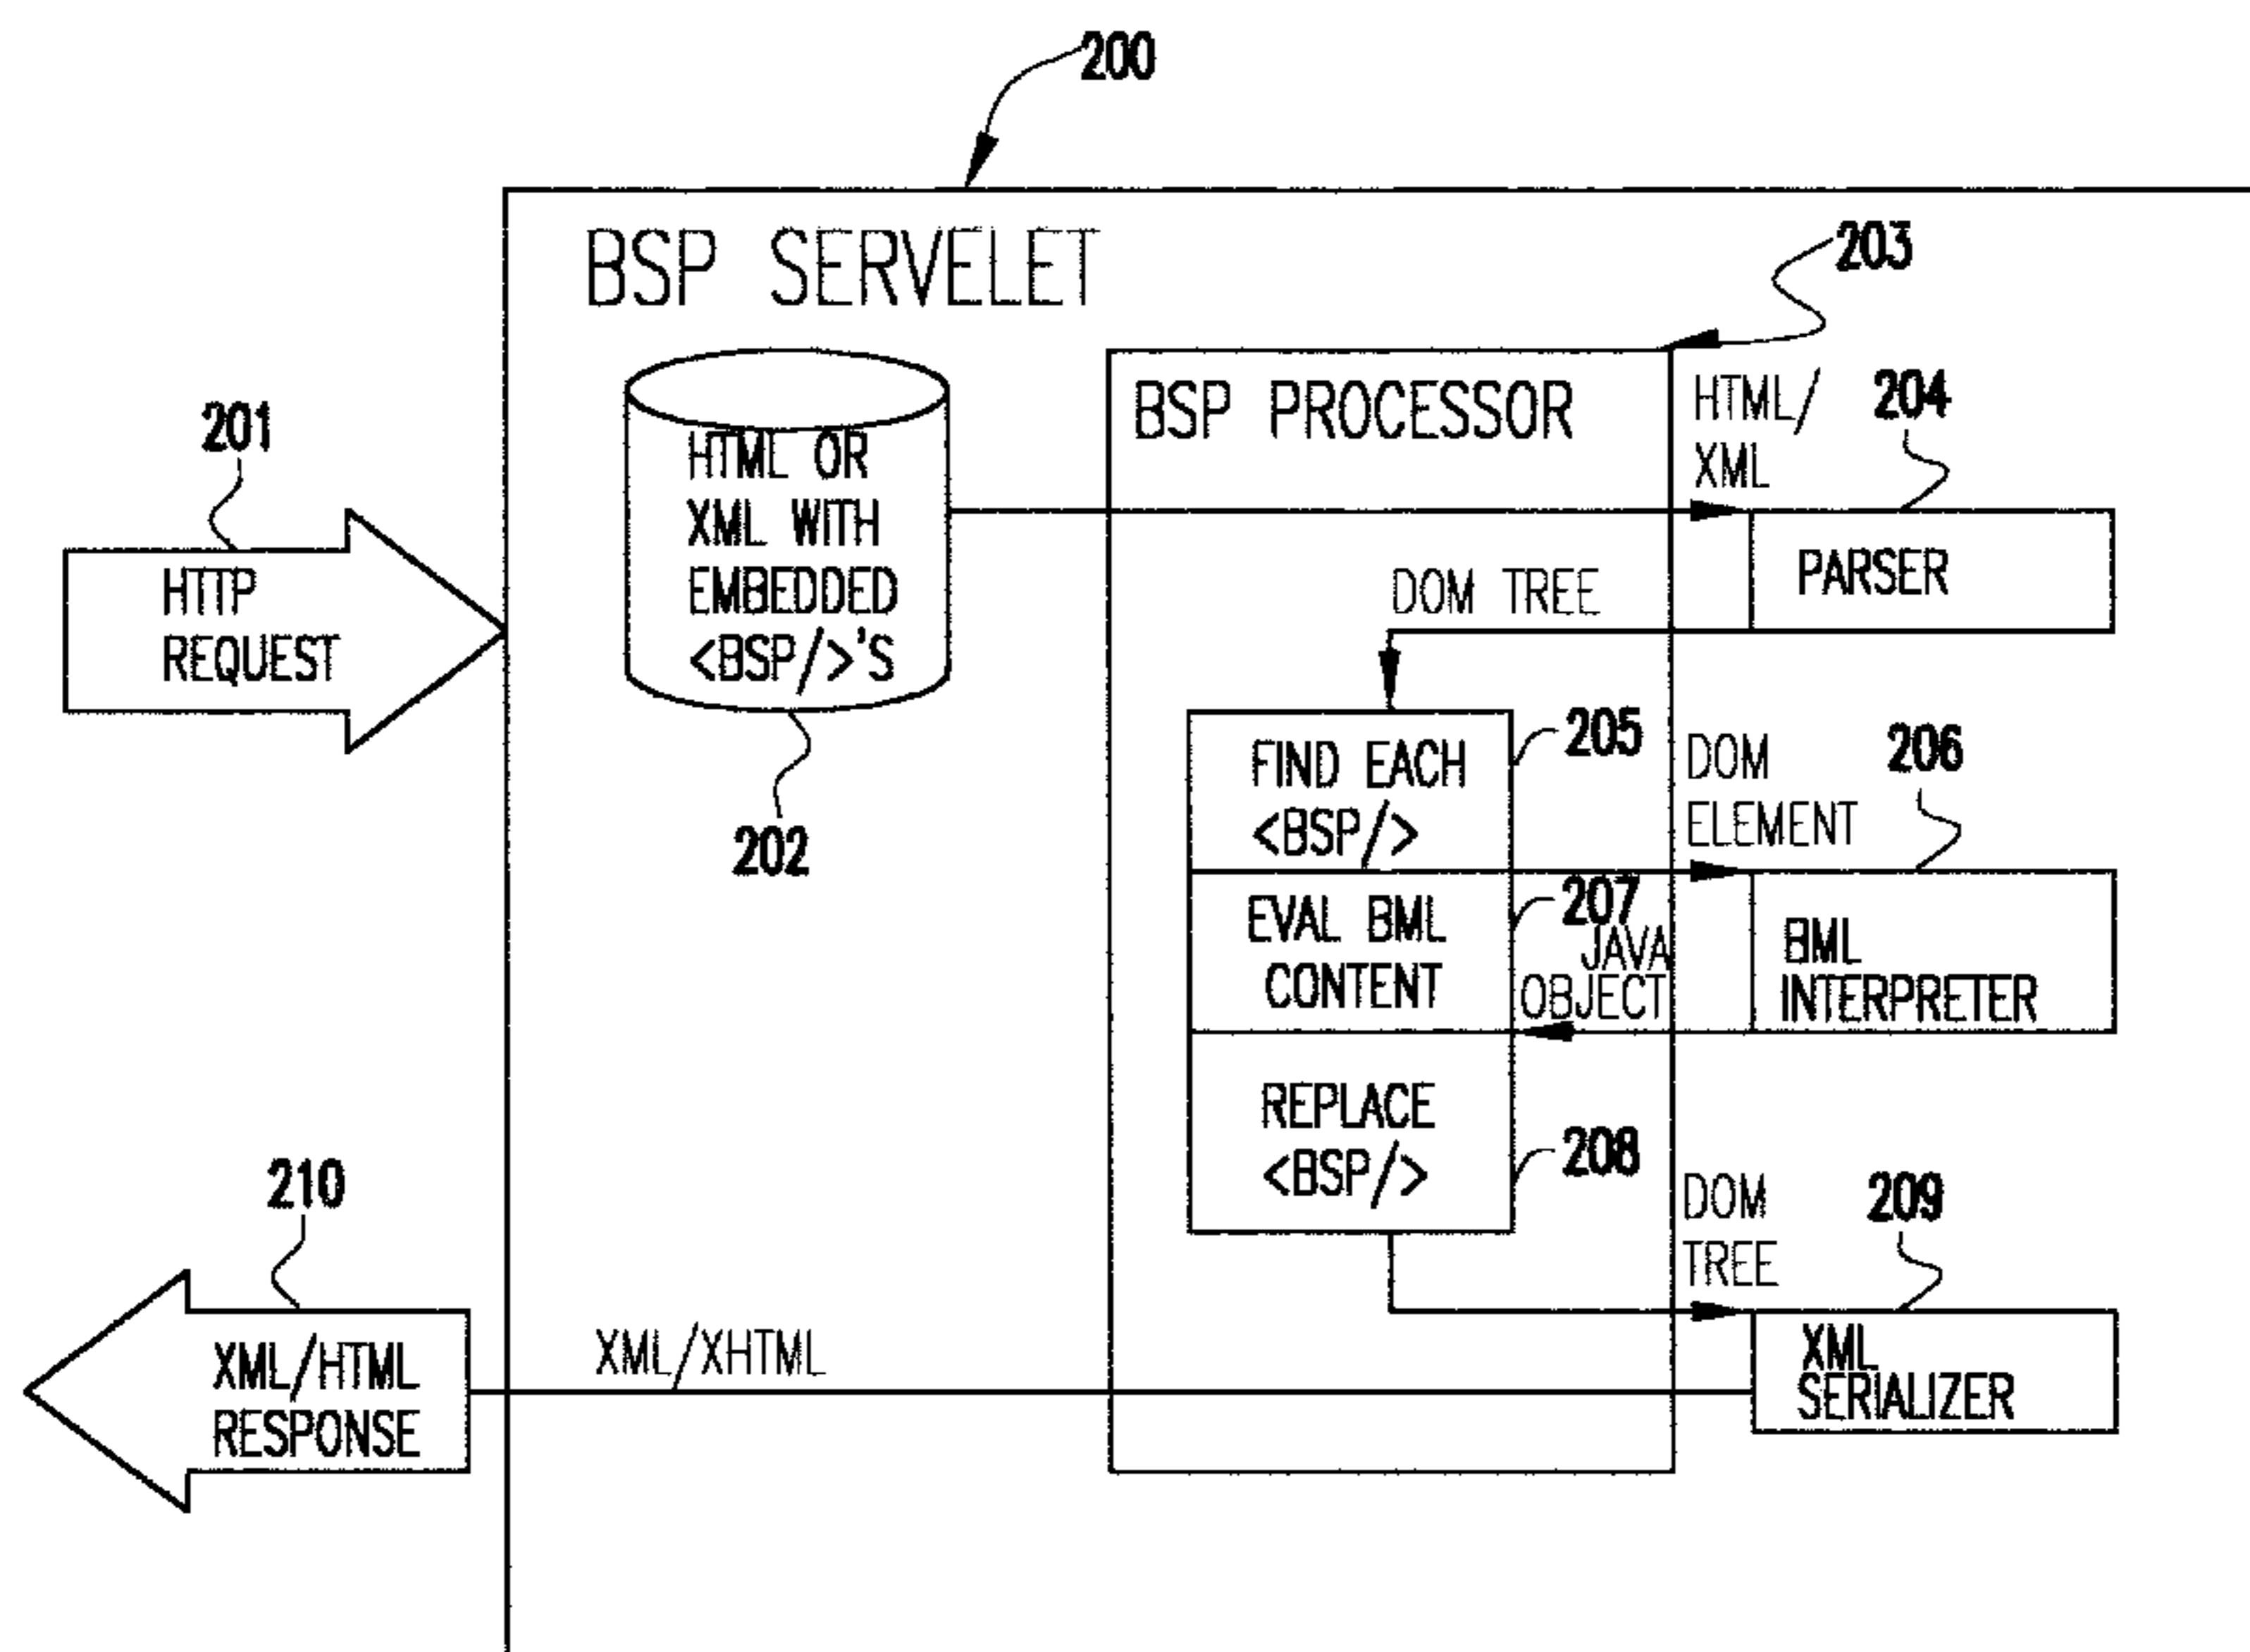 200
BSP SERVELET
203
HTML OR
XML WITH
EMBEDDED
<BSP/>'S
202
BSP PROCESSOR
HTML/
XML
204
PARSER
201
HTTP
REQUEST
DOM TREE
FIND EACH
<BSP/>
205
DOM
ELEMENT
206
EVAL BML
CONTENT
207
JAVA
OBJECT
BML
INTERPRETER
REPLACE
<BSP/>
208
DOM
TREE
209
XML
SERIALIZER
XML/XHTML
210
XML/HTML
RESPONSE